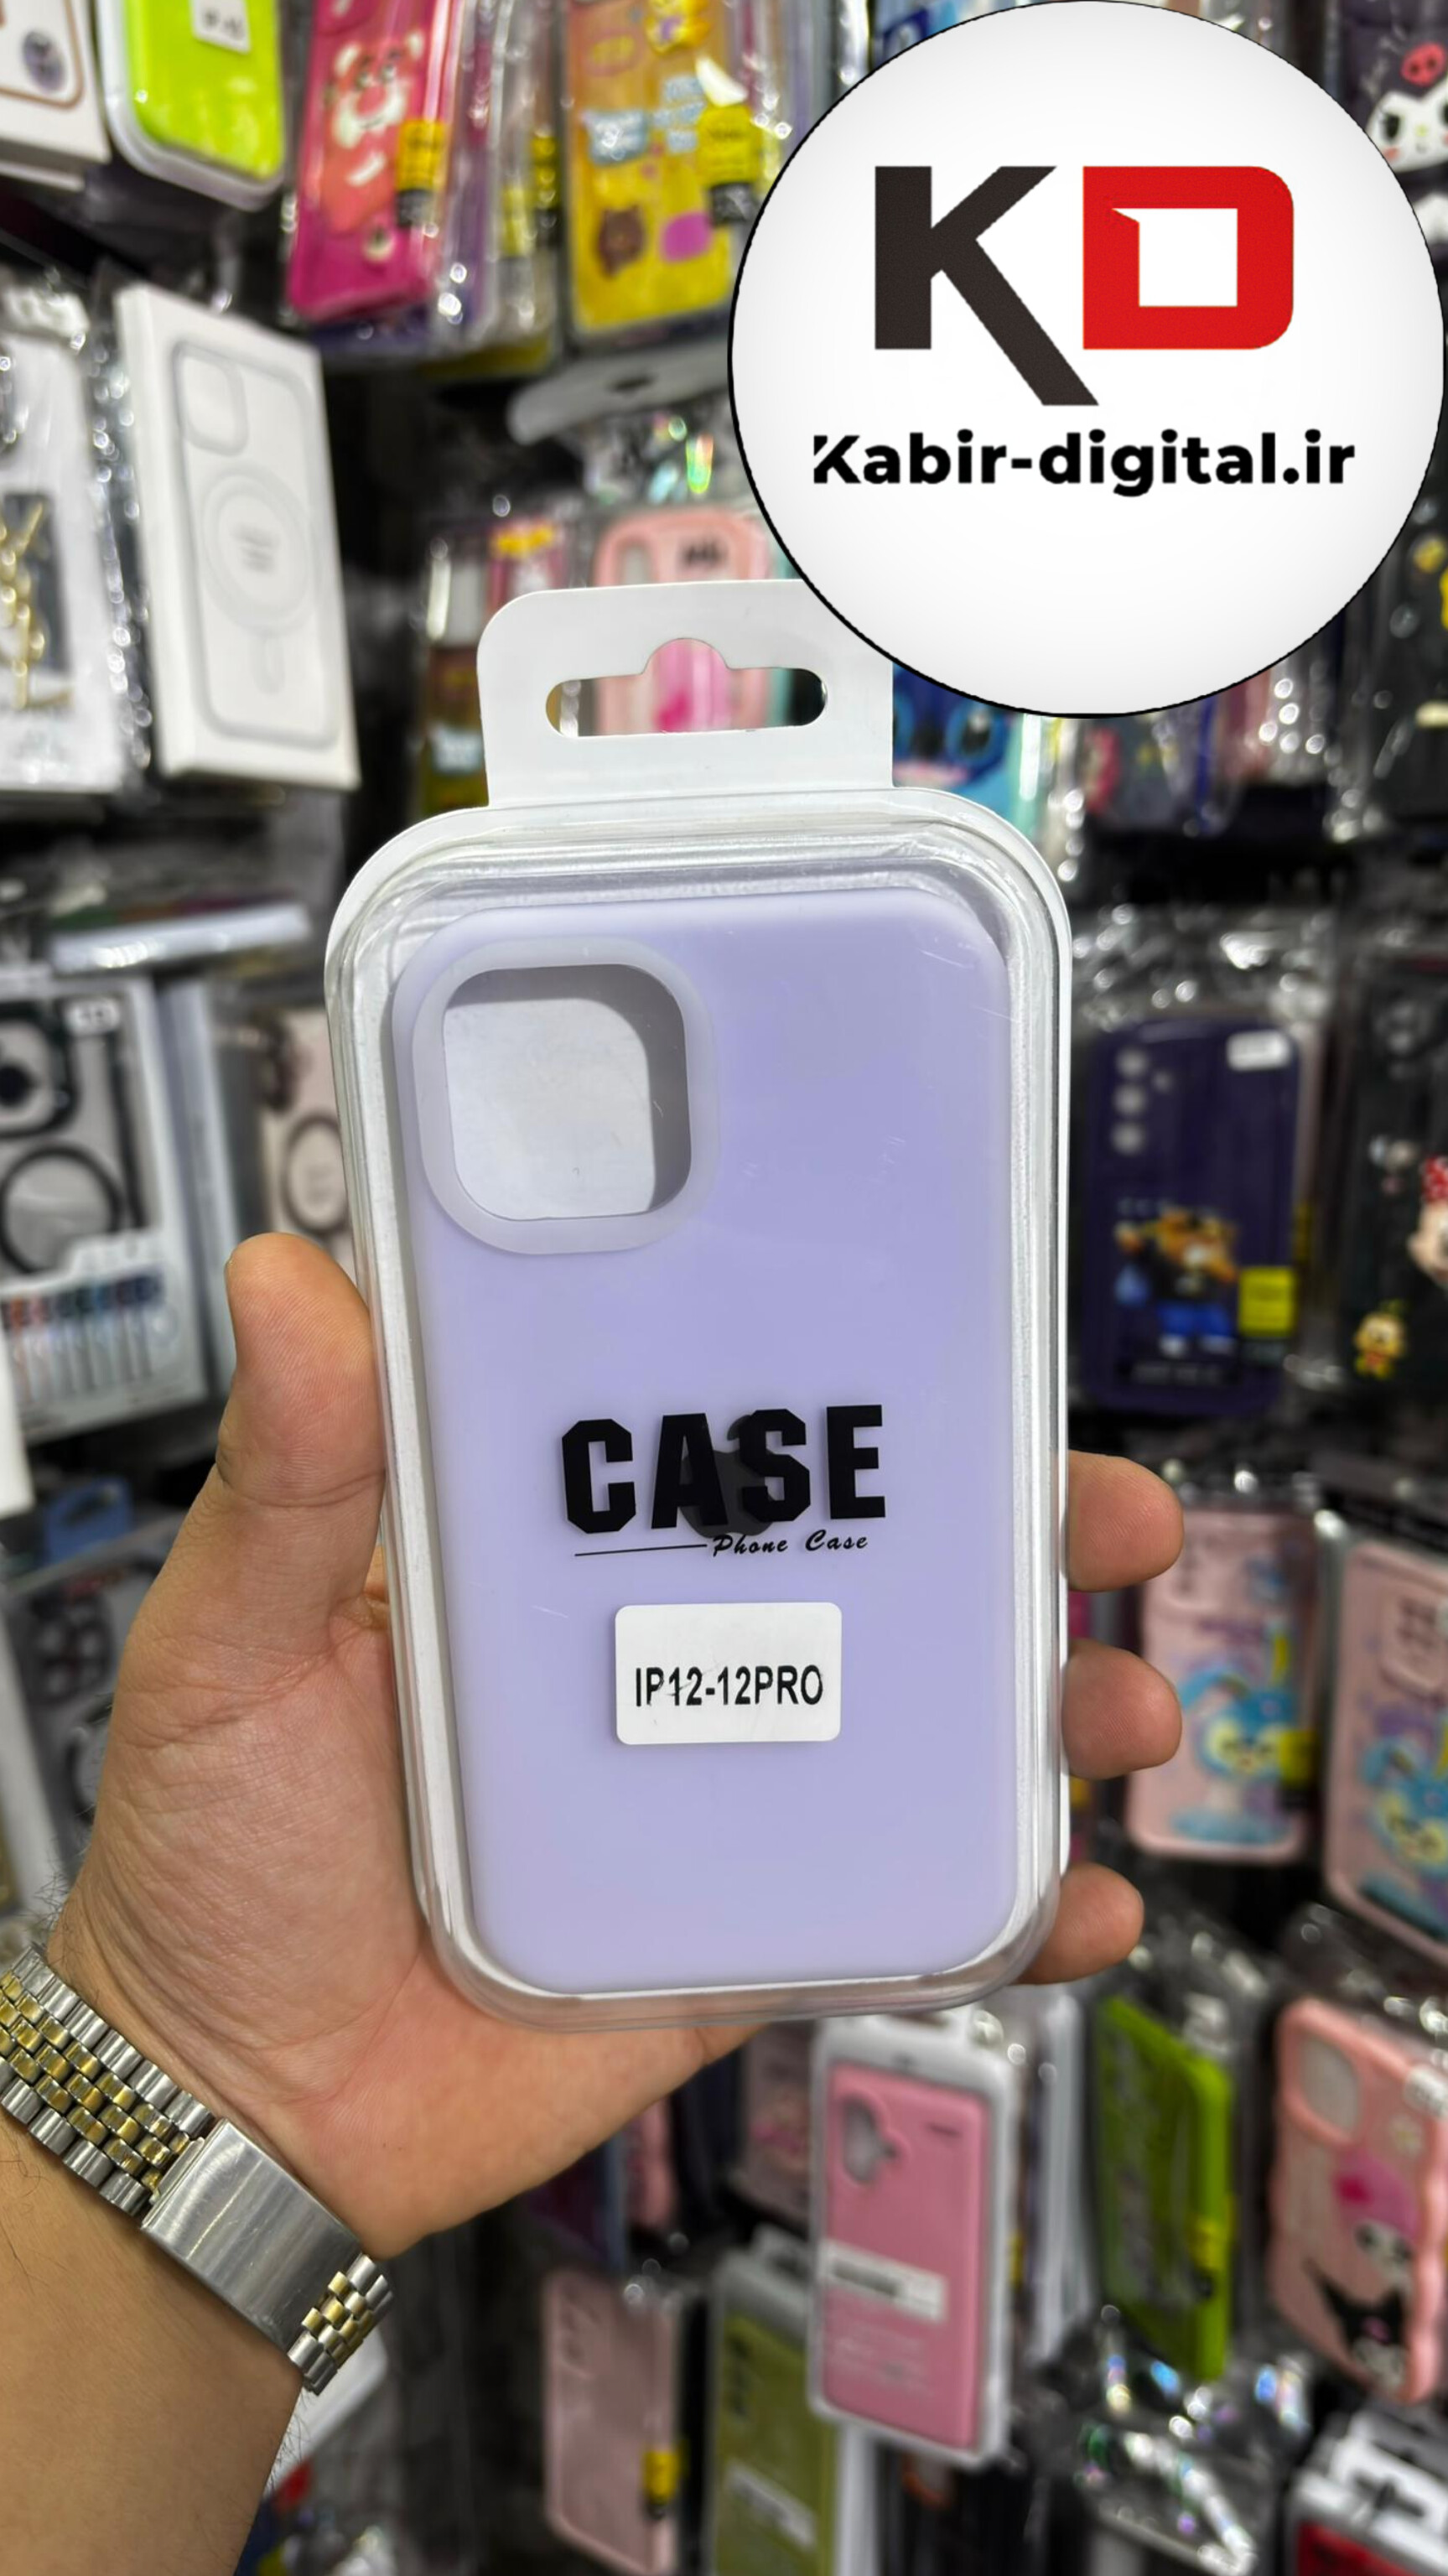 KD
Kabir-digital.ir
CASE
Phone Case
IP12-12PRO